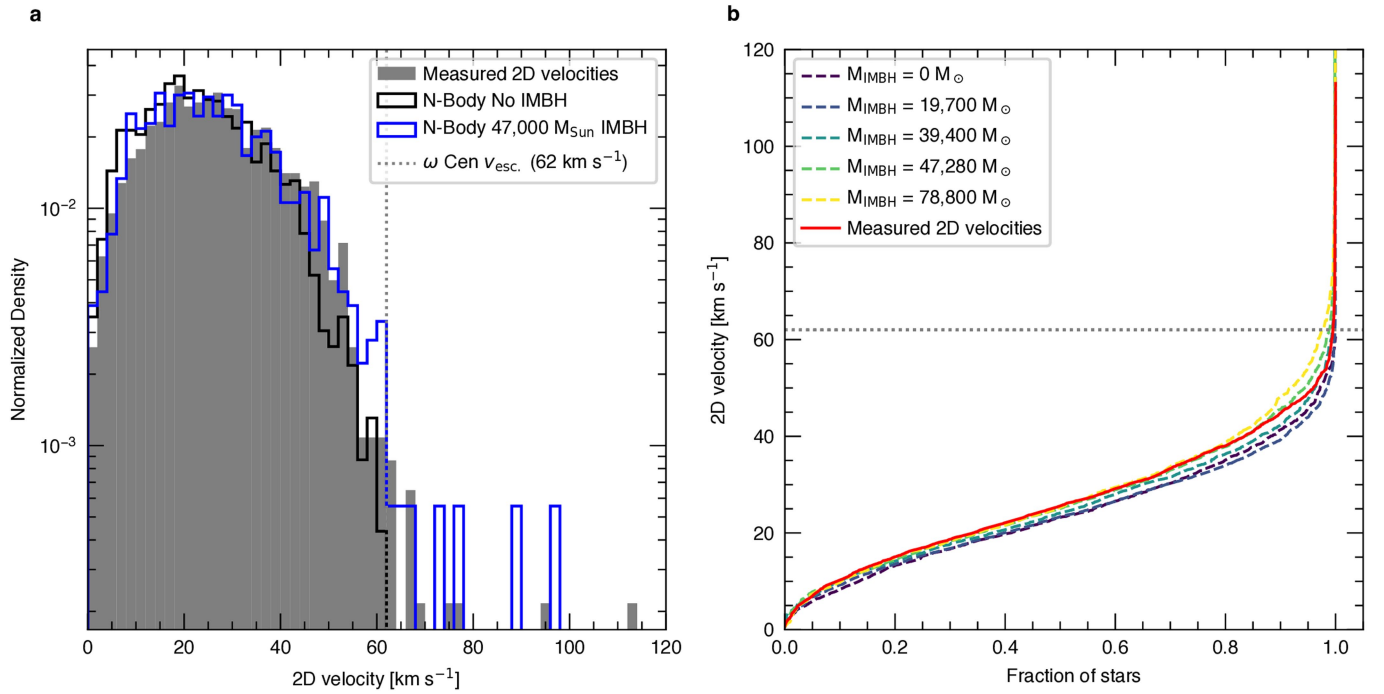 a
Normalized Density
10⁻²
10⁻³
0 20 40 60 80 100 120
2D velocity [km s⁻¹]
Measured 2D velocities
N-Body No IMBH
N-Body 47,000 M_Sun IMBH
ω Cen v_esc. (62 km s⁻¹)
b
2D velocity [km s⁻¹]
120
100
80
60
40
20
0
0.0 0.2 0.4 0.6 0.8 1.0
Fraction of stars
M_IMBH = 0 M_⊙
M_IMBH = 19,700 M_⊙
M_IMBH = 39,400 M_⊙
M_IMBH = 47,280 M_⊙
M_IMBH = 78,800 M_⊙
Measured 2D velocities